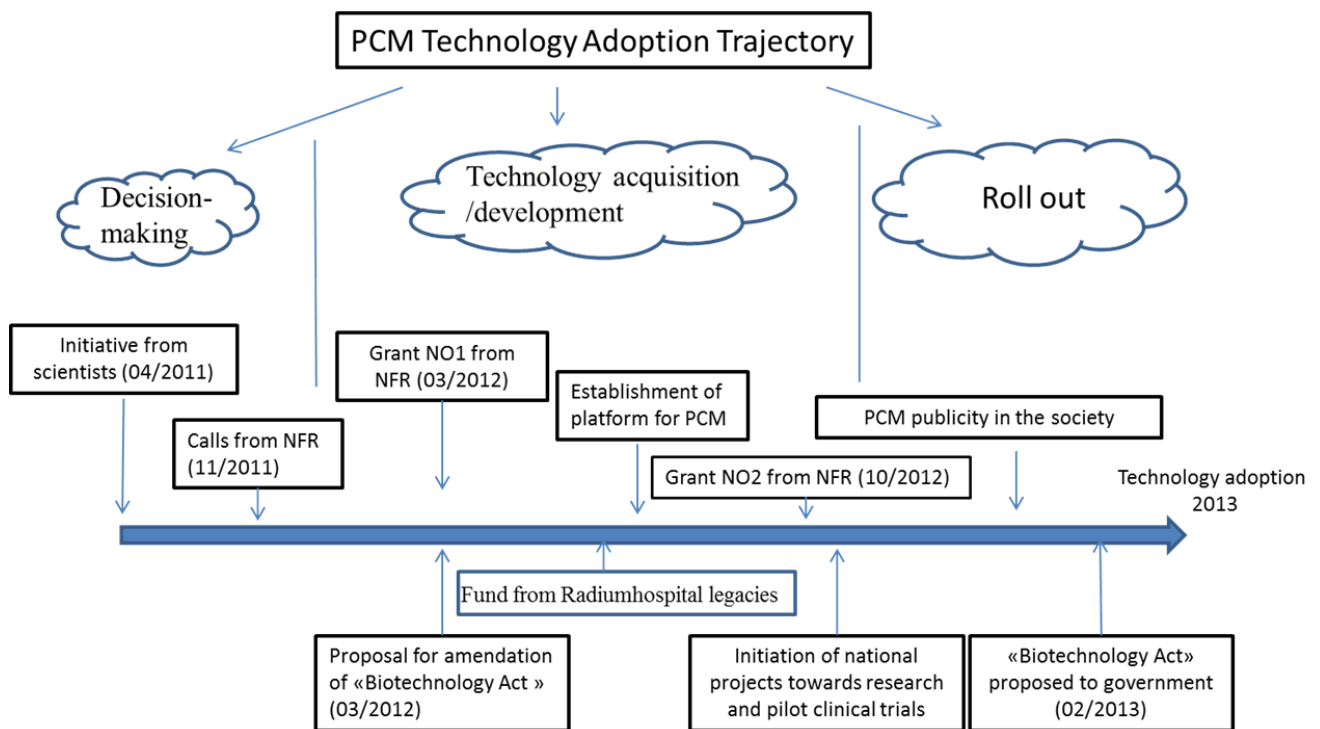 PCM Technology Adoption Trajectory
Decision-
making
Technology acquisition
/development
Roll out
Initiative from
scientists (04/2011)
Calls from NFR
(11/2011)
Grant NO1 from
NFR (03/2012)
Establishment of
platform for PCM
Grant NO2 from NFR (10/2012)
PCM publicity in the society
Technology adoption
2013
Fund from Radiumhospital legacies
Proposal for amendation
of «Biotechnology Act »
(03/2012)
Initiation of national
projects towards research
and pilot clinical trials
«Biotechnology Act»
proposed to government
(02/2013)